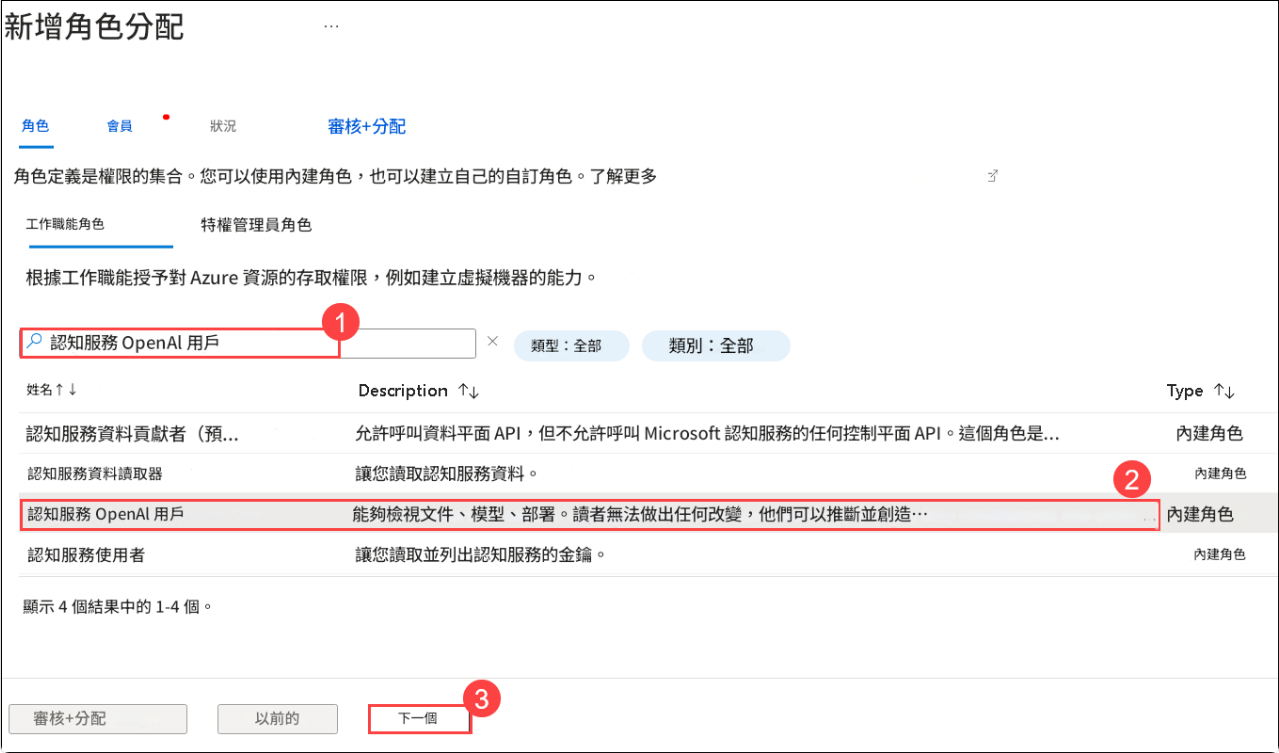 新增角色分配 ...
角色 會員 狀況 審核+分配
角色定義是權限的集合。您可以使用內建角色，也可以建立自己的自訂角色。了解更多
工作職能角色 特權管理員角色
根據工作職能授予對 Azure 資源的存取權限，例如建立虛擬機器的能力。
1
認知服務 OpenAl 用戶 × 類型：全部 類別：全部
姓名↑↓ Description ↑↓ Type ↑↓
認知服務資料貢獻者（預... 允許呼叫資料平面 API，但不允許呼叫 Microsoft 認知服務的任何控制平面 API。這個角色是... 內建角色
認知服務資料讀取器 讓您讀取認知服務資料。 內建角色
2
認知服務 OpenAl 用戶 能夠檢視文件、模型、部署。讀者無法做出任何改變，他們可以推斷並創造⋯ ... 內建角色
認知服務使用者 讓您讀取並列出認知服務的金鑰。 內建角色
顯示 4 個結果中的 1-4 個。
3
審核+分配 以前的 下一個